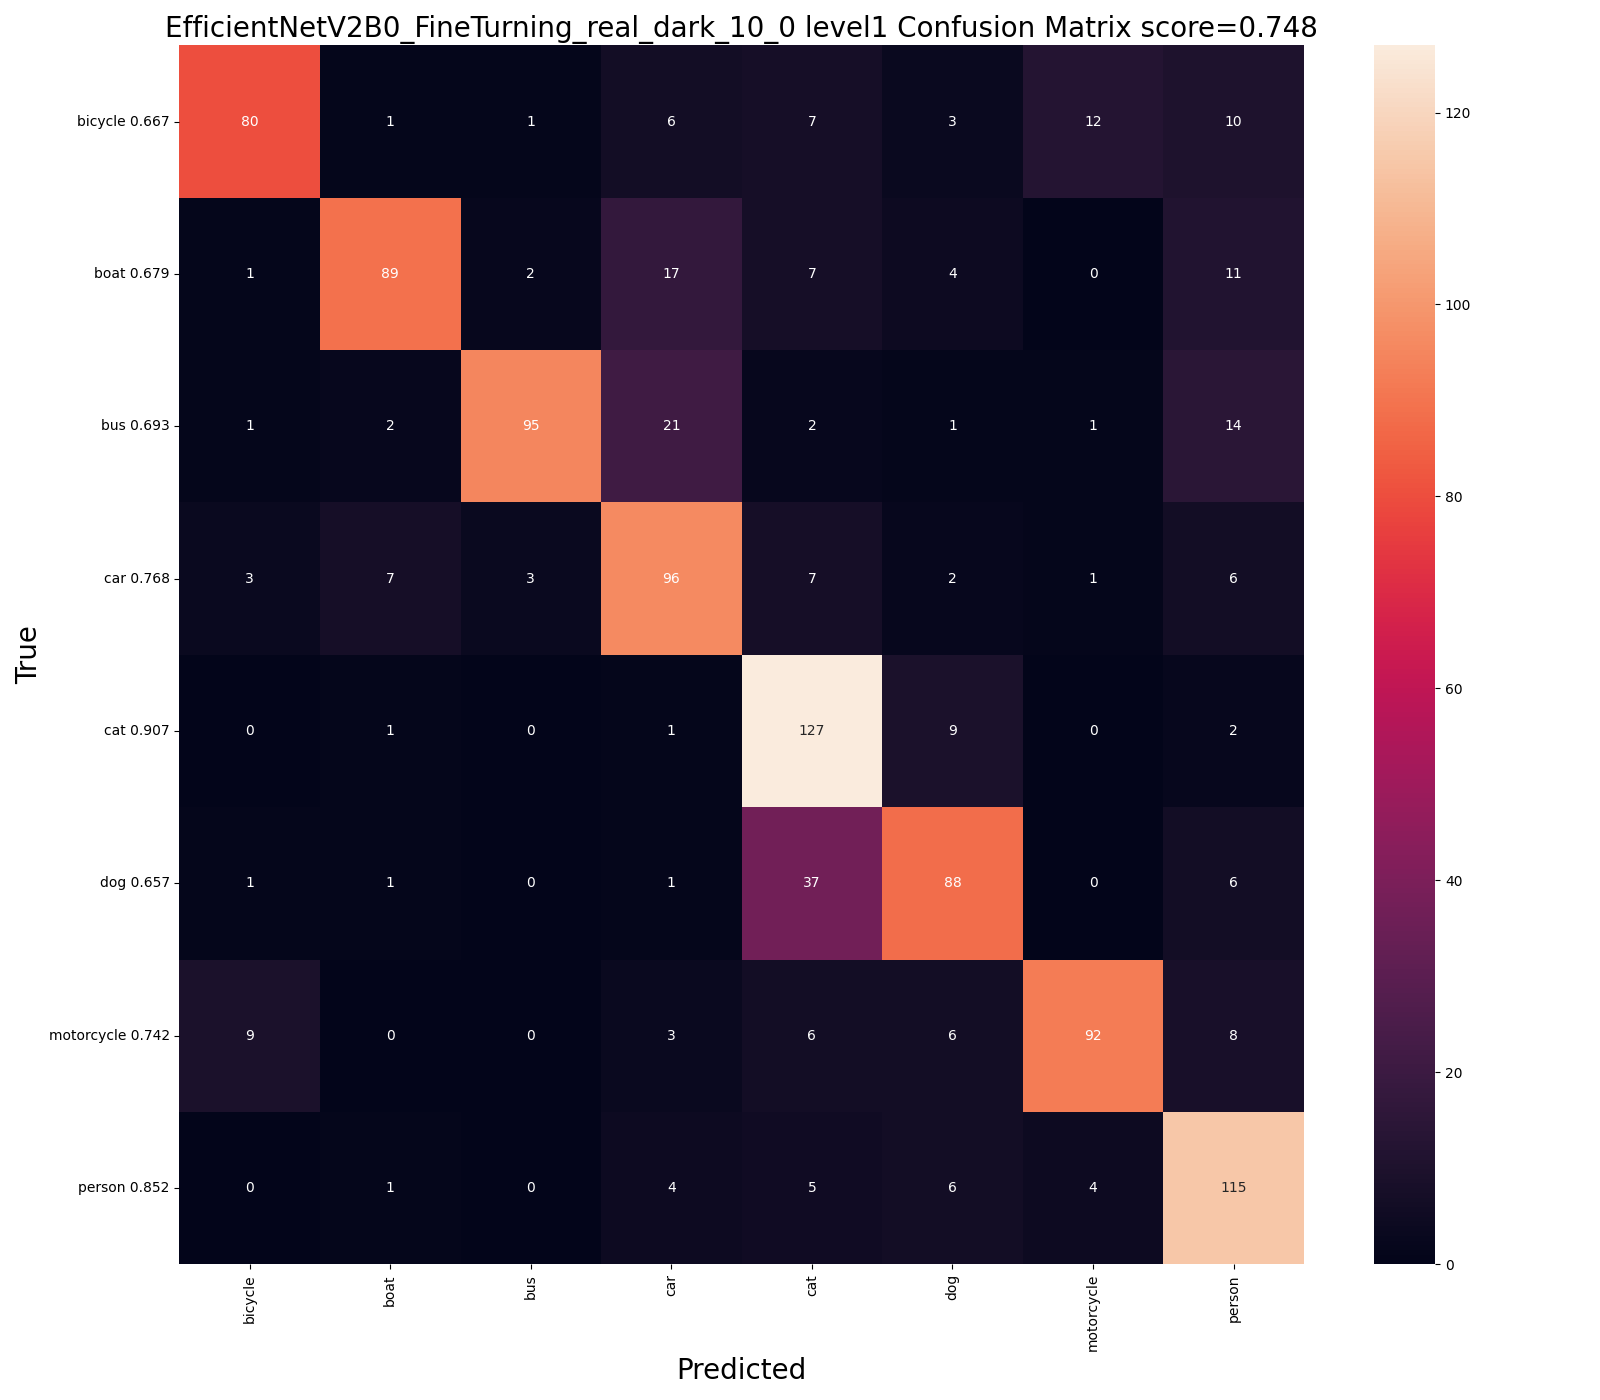 EfficientNetV2B0_FineTurning_real_dark_10_0 level1 Confusion Matrix score=0.748
True
bicycle 0.667 80 1 1 6 7 3 12 10
boat 0.679 1 89 2 17 7 4 0 11
bus 0.693 1 2 95 21 2 1 1 14
car 0.768 3 7 3 96 7 2 1 6
cat 0.907 0 1 0 1 127 9 0 2
dog 0.657 1 1 0 1 37 88 0 6
motorcycle 0.742 9 0 0 3 6 6 92 8
person 0.852 0 1 0 4 5 6 4 115
bicycle boat bus car cat dog motorcycle person
Predicted
120
100
80
60
40
20
0